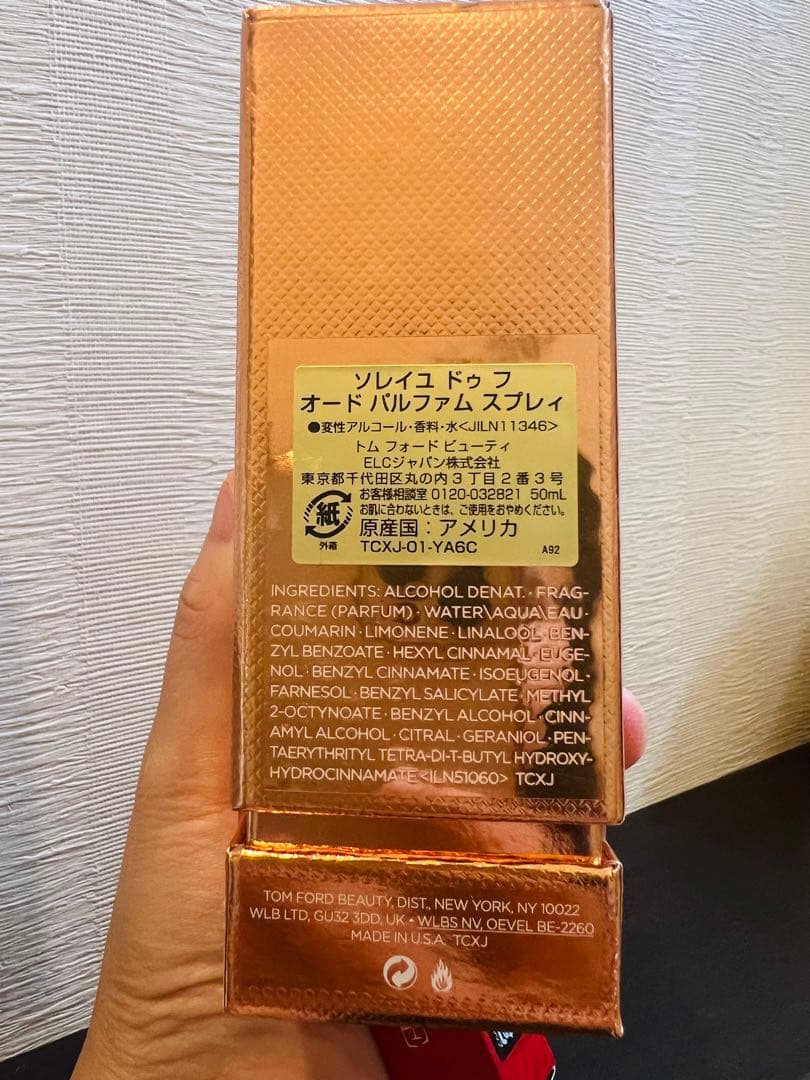 ソレイユ ドゥ フ
オード パルファム スプレィ
●変性アルコール・香料・水<JILN11346>
トム フォード ビューティ
ELCジャパン株式会社
東京都千代田区丸の内3丁目2番3号
お客様相談室 0120-032821 50mL
お肌に合わないときは、ご使用をおやめください。
紙
原産国：アメリカ
外箱
TCXJ-01-YA6C
A92
INGREDIENTS: ALCOHOL DENAT.·FRAG-
RANCE (PARFUM)·WATER\AQUA\EAU·
COUMARIN·LIMONENE·LINALOOL·BEN-
ZYL BENZOATE·HEXYL CINNAMAL·EUGE-
NOL·BENZYL CINNAMATE·ISOEUGENOL·
FARNESOL·BENZYL SALICYLATE·METHYL
2-OCTYNOATE·BENZYL ALCOHOL·CINN-
AMYL ALCOHOL·CITRAL·GERANIOL·PEN-
TAERYTHRITYL TETRA-DI-T-BUTYL HYDROXY-
HYDROCINNAMATE <ILN51060> TCXJ
TOM FORD BEAUTY, DIST., NEW YORK, NY 10022
WLB LTD, GU32 3DD, UK • WLBS NV, OEVEL BE-2260
MADE IN U.S.A. TCXJ